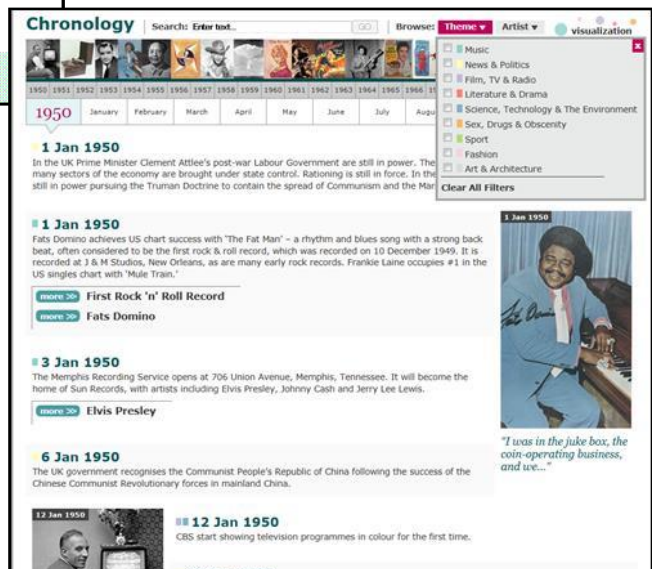 Chronology Search: Enter text... GO Browse: Theme ▾ Artist ▾ visualization
Music
News & Politics
Film, TV & Radio
Literature & Drama
Science, Technology & The Environment
Sex, Drugs & Obscenity
Sport
Fashion
Art & Architecture
Clear All Filters
1950 1951 1952 1953 1954 1955 1956 1957 1958 1959 1960 1961 1962 1963 1964 1965 1966
1950 January February March April May June July Augu
1 Jan 1950
In the UK Prime Minister Clement Attlee's post-war Labour Government are still in power. The
many sectors of the economy are brought under state control. Rationing is still in force. In the
still in power pursuing the Truman Doctrine to contain the spread of Communism and the Mar
1 Jan 1950
Fats Domino achieves US chart success with 'The Fat Man' – a rhythm and blues song with a strong back
beat, often considered to be the first rock & roll record, which was recorded on 10 December 1949. It is
recorded at J & M Studios, New Orleans, as are many early rock records. Frankie Laine occupies #1 in the
US singles chart with 'Mule Train.'
more >> First Rock 'n' Roll Record
more >> Fats Domino
1 Jan 1950
Fats Domino
"I was in the juke box, the
coin-operating business,
and we..."
3 Jan 1950
The Memphis Recording Service opens at 706 Union Avenue, Memphis, Tennessee. It will become the
home of Sun Records, with artists including Elvis Presley, Johnny Cash and Jerry Lee Lewis.
more >> Elvis Presley
6 Jan 1950
The UK government recognises the Communist People's Republic of China following the success of the
Chinese Communist Revolutionary forces in mainland China.
12 Jan 1950
12 Jan 1950
CBS start showing television programmes in colour for the first time.